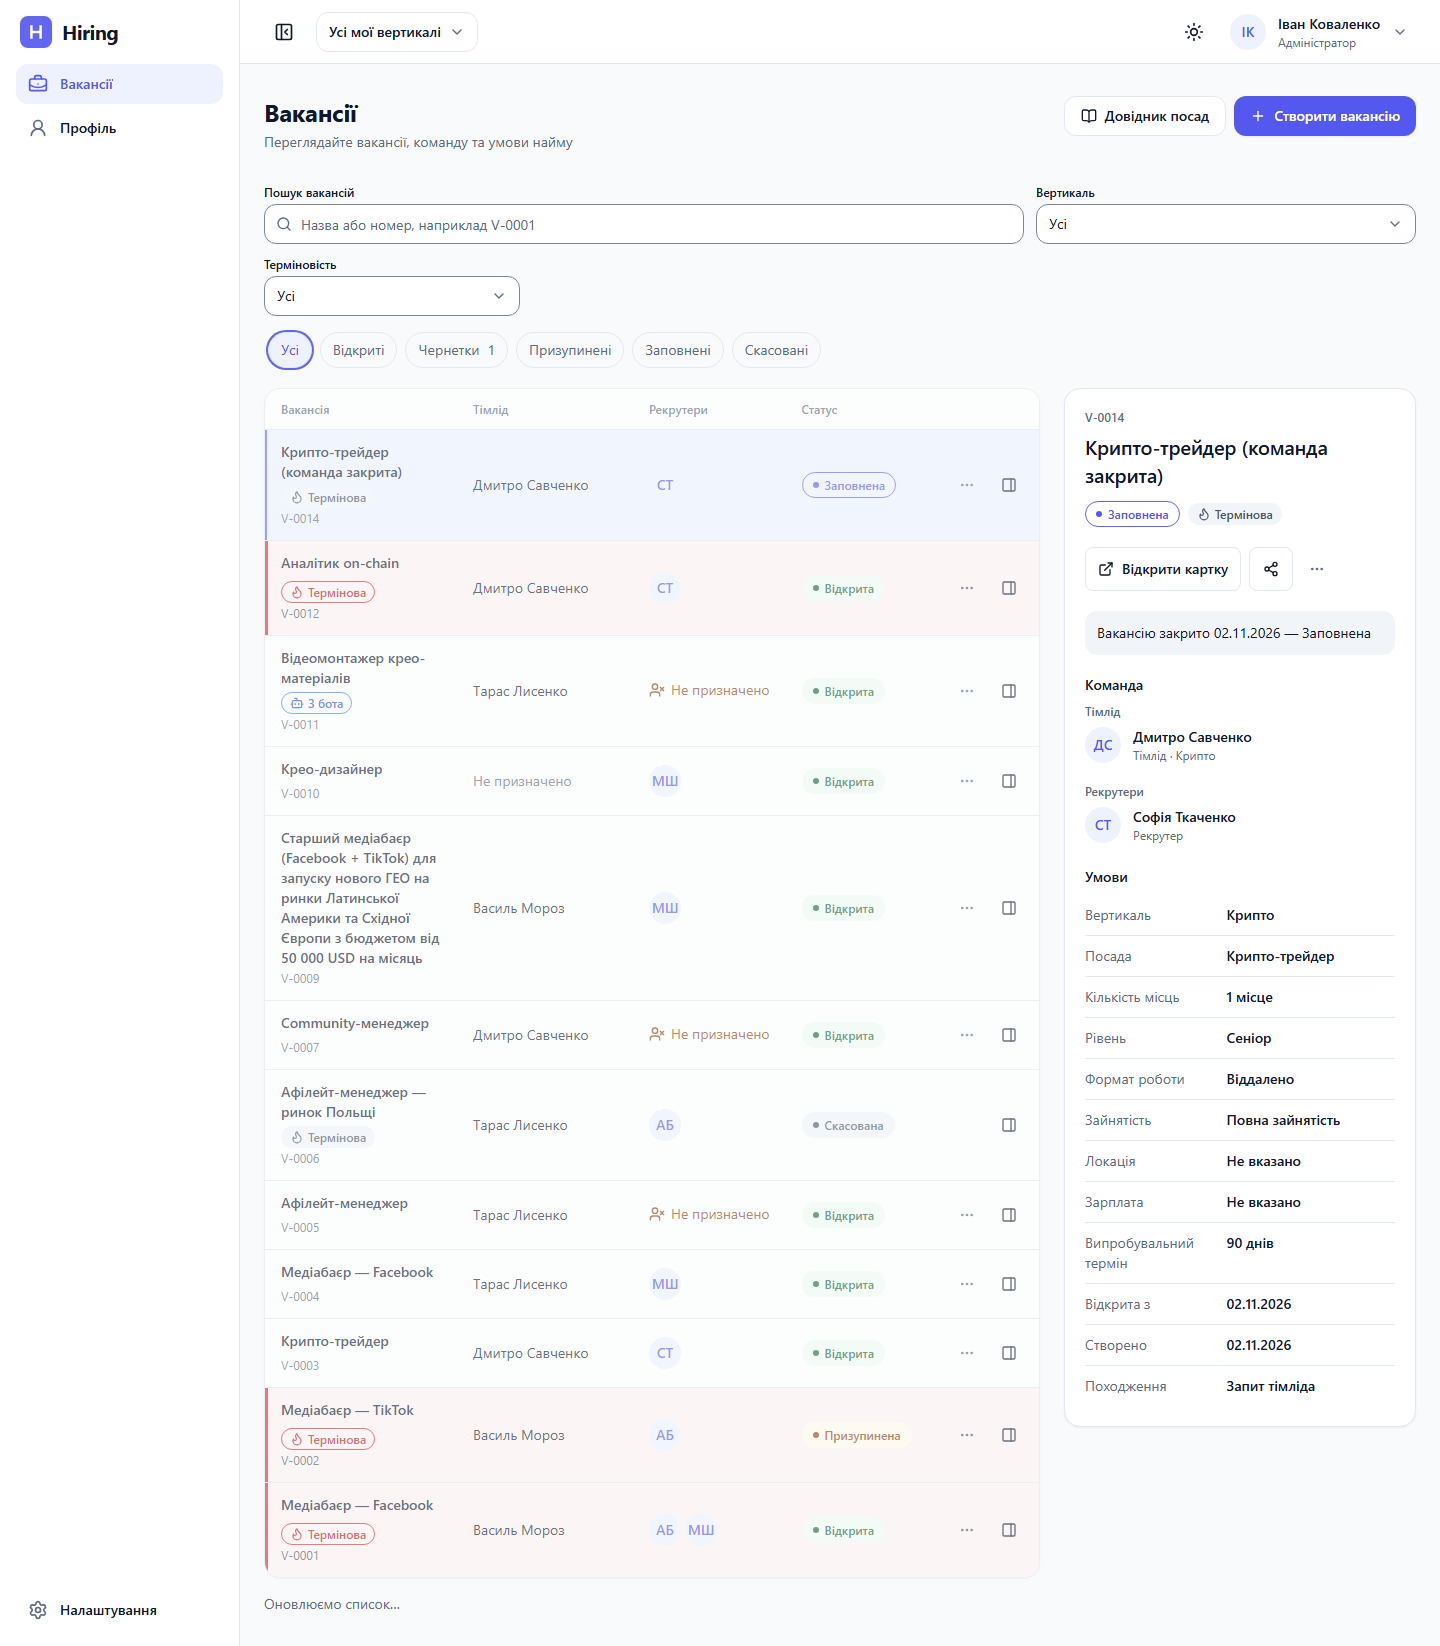 H Hiring
Вакансії
Профіль
Налаштування
Усі мої вертикалі
ІК
Іван Коваленко
Адміністратор
Вакансії
Переглядайте вакансії, команду та умови найму
Довідник посад
Створити вакансію
Пошук вакансій
Назва або номер, наприклад V-0001
Вертикаль
Усі
Терміновість
Усі
Усі
Відкриті
Чернетки 1
Призупинені
Заповнені
Скасовані
Вакансія Тімлід Рекрутери Статус
Крипто-трейдер
(команда закрита)
Термінова
V-0014
Дмитро Савченко
СТ
Заповнена
Аналітик on-chain
Термінова
V-0012
Дмитро Савченко
СТ
Відкрита
Відеомонтажер крео-
матеріалів
3 бота
V-0011
Тарас Лисенко
Не призначено
Відкрита
Крео-дизайнер
V-0010
Не призначено
МШ
Відкрита
Старший медіабаєр
(Facebook + TikTok) для
запуску нового ГЕО на
ринки Латинської
Америки та Східної
Європи з бюджетом від
50 000 USD на місяць
V-0009
Василь Мороз
МШ
Відкрита
Community-менеджер
V-0007
Дмитро Савченко
Не призначено
Відкрита
Афілейт-менеджер —
ринок Польщі
Термінова
V-0006
Тарас Лисенко
АБ
Скасована
Афілейт-менеджер
V-0005
Тарас Лисенко
Не призначено
Відкрита
Медіабаєр — Facebook
V-0004
Тарас Лисенко
МШ
Відкрита
Крипто-трейдер
V-0003
Дмитро Савченко
СТ
Відкрита
Медіабаєр — TikTok
Термінова
V-0002
Василь Мороз
АБ
Призупинена
Медіабаєр — Facebook
Термінова
V-0001
Василь Мороз
АБ МШ
Відкрита
Оновлюємо список...
V-0014
Крипто-трейдер (команда
закрита)
Заповнена
Термінова
Відкрити картку
Вакансію закрито 02.11.2026 — Заповнена
Команда
Тімлід
ДС
Дмитро Савченко
Тімлід · Крипто
Рекрутери
СТ
Софія Ткаченко
Рекрутер
Умови
Вертикаль Крипто
Посада Крипто-трейдер
Кількість місць 1 місце
Рівень Сеніор
Формат роботи Віддалено
Зайнятість Повна зайнятість
Локація Не вказано
Зарплата Не вказано
Випробувальний 90 днів
термін
Відкрита з 02.11.2026
Створено 02.11.2026
Походження Запит тімліда